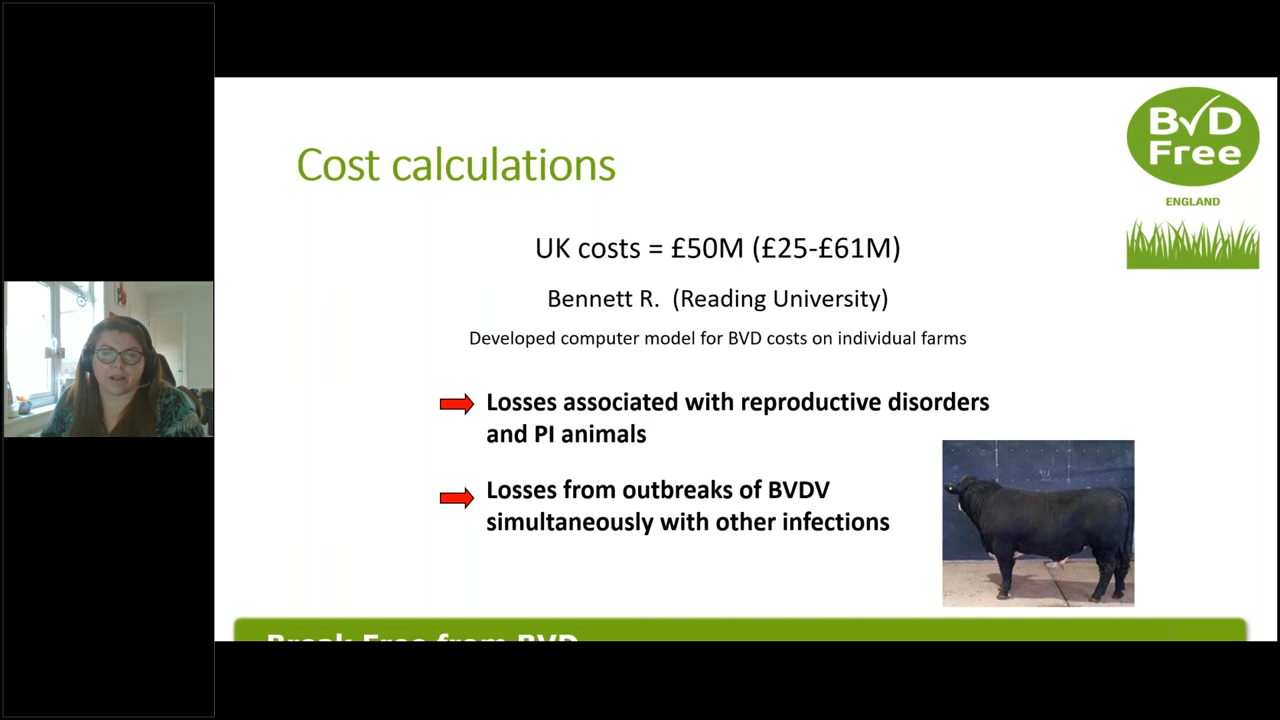 Cost calculations
BVD
Free
ENGLAND
UK costs = £50M (£25-£61M)
Bennett R. (Reading University)
Developed computer model for BVD costs on individual farms
Losses associated with reproductive disorders
and PI animals
Losses from outbreaks of BVDV
simultaneously with other infections
Break Free from BVD